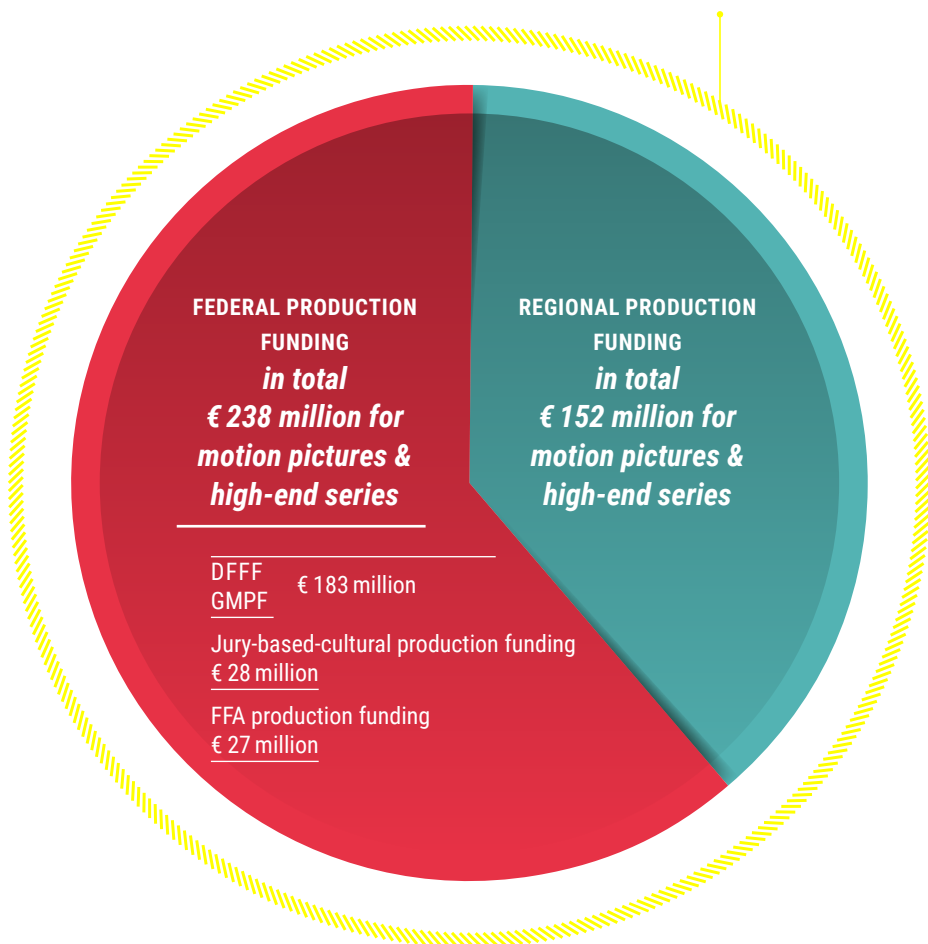 FEDERAL PRODUCTION
FUNDING
in total
€ 238 million for
motion pictures &
high-end series
DFFF
GMPF
€ 183 million
Jury-based-cultural production funding
€ 28 million
FFA production funding
€ 27 million
REGIONAL PRODUCTION
FUNDING
in total
€ 152 million for
motion pictures &
high-end series